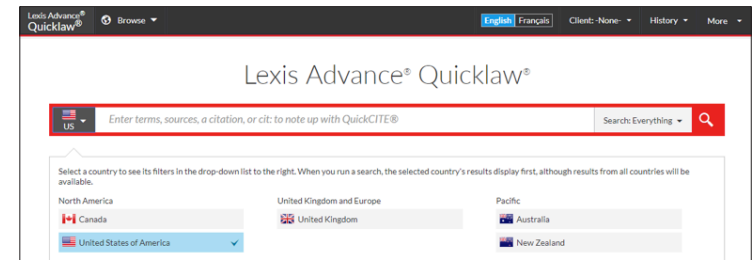 Lexis Advance®
Quicklaw®
Browse
English Français Client: -None- History More
Lexis Advance® Quicklaw®
US
Enter terms, sources, a citation, or cit: to note up with QuickCITE®
Search: Everything
Select a country to see its filters in the drop-down list to the right. When you run a search, the selected country's results display first, although results from all countries will be
available.
North America
Canada
United States of America
United Kingdom and Europe
United Kingdom
Pacific
Australia
New Zealand